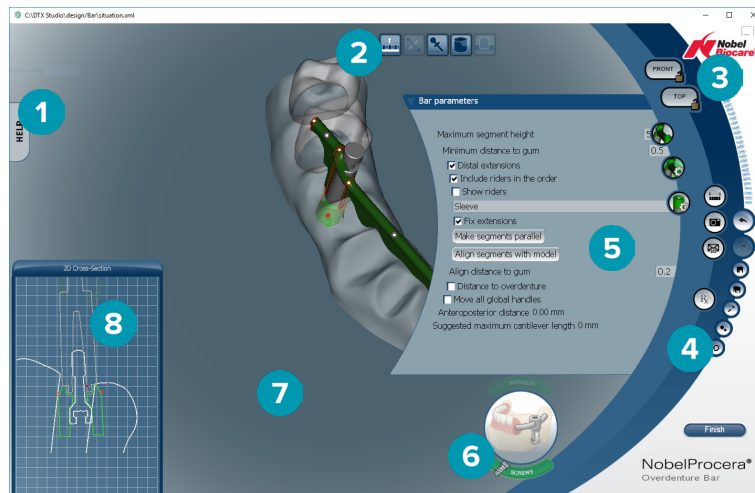 C:\DTX Studio\design/Bar\situation.xml
1
HELP
2
Nobel
Biocare
3
FRONT
TOP
Bar parameters
Maximum segment height 5
Minimum distance to gum 0.5
Distal extensions
Include riders in the order
Show riders
Sleeve
Fix extensions
Make segments parallel
Align segments with model
5
Align distance to gum 0.2
Distance to overdenture
Move all global handles
Anteroposterior distance 0.00 mm
Suggested maximum cantilever length 0 mm
Rx
4
2D Cross-Section
8
7
6
SCREWS
Finish
NobelProcera®
Overdenture Bar